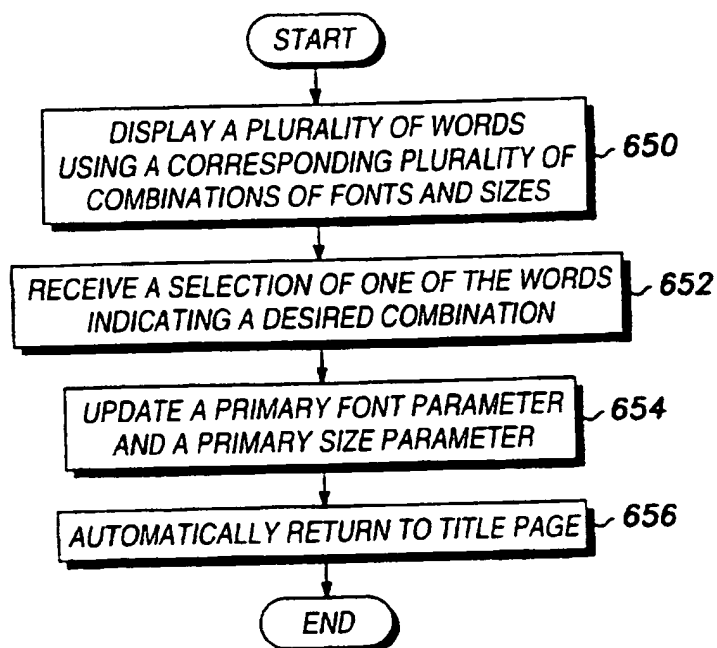 START
DISPLAY A PLURALITY OF WORDS
USING A CORRESPONDING PLURALITY OF
COMBINATIONS OF FONTS AND SIZES
650
RECEIVE A SELECTION OF ONE OF THE WORDS
INDICATING A DESIRED COMBINATION
652
UPDATE A PRIMARY FONT PARAMETER
AND A PRIMARY SIZE PARAMETER
654
AUTOMATICALLY RETURN TO TITLE PAGE
656
END